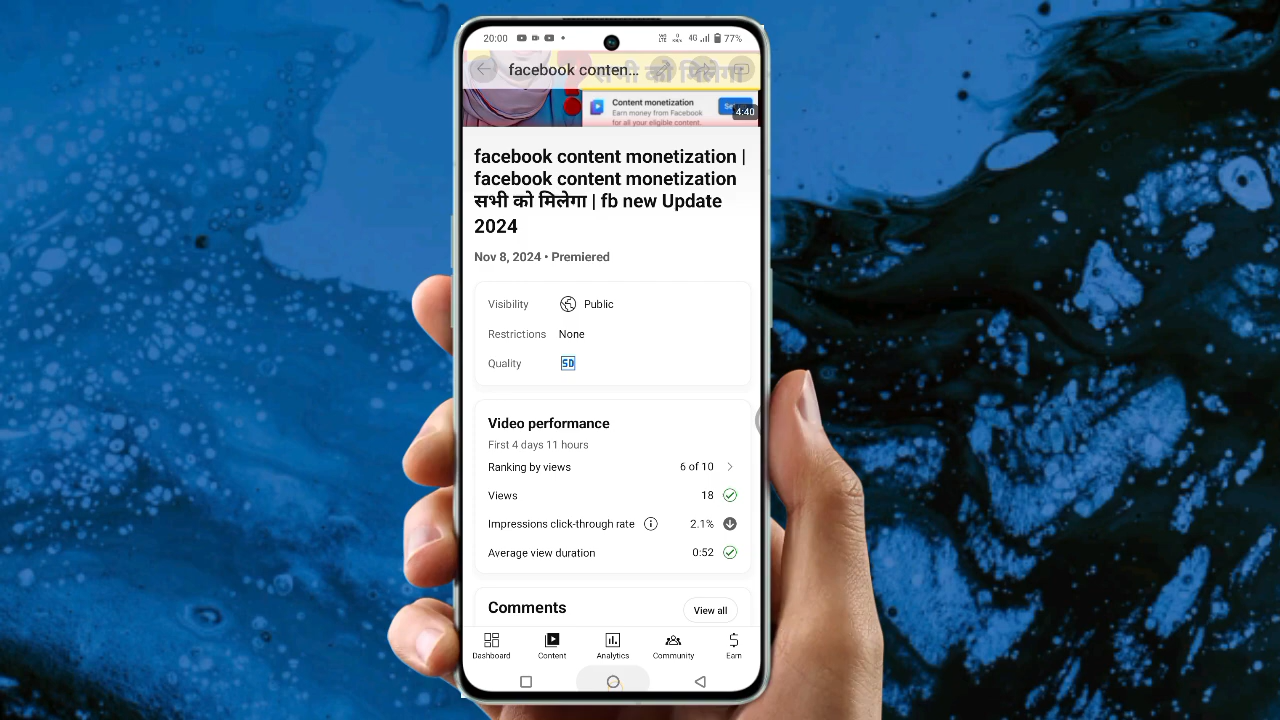 20:00
4G 77%
facebook conten...
सभी को मिलेगा
Content monetization
Earn money from Facebook
for all your eligible content.
4:40
facebook content monetization |
facebook content monetization
सभी को मिलेगा | fb new Update
2024
Nov 8, 2024 • Premiered
Visibility Public
Restrictions None
Quality SD
Video performance
First 4 days 11 hours
Ranking by views 6 of 10
Views 18
Impressions click-through rate 2.1%
Average view duration 0:52
Comments View all
Dashboard Content Analytics Community Earn